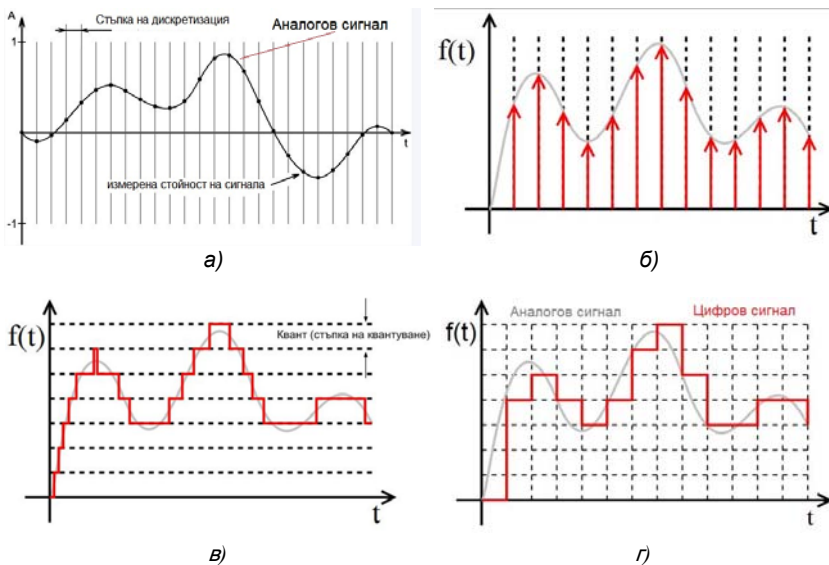 A
Стъпка на дискретизация
Аналогов сигнал
1
t
измерена стойност на сигнала
-1
а)
f(t)
t
б)
f(t)
Квант (стъпка на квантуване)
t
в)
Аналогов сигнал
Цифров сигнал
f(t)
t
г)